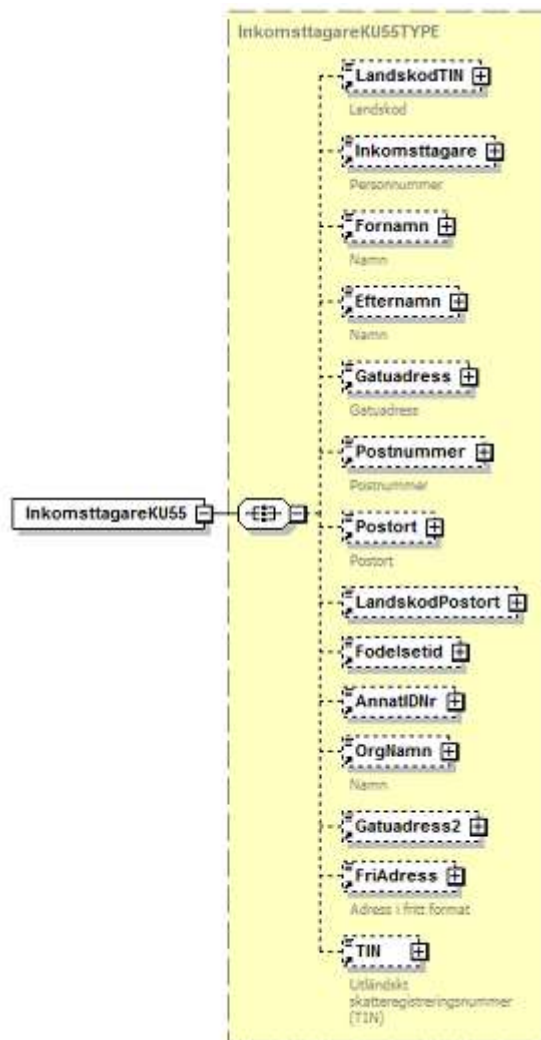 InkomsttagareKU55TYPE
LandskodTIN
Landskod
Inkomsttagare
Personnummer
Fornamn
Namn
Efternamn
Namn
Gatuadress
Gatuadress
Postnummer
Postnummer
InkomsttagareKU55
Postort
Postort
LandskodPostort
Fodelsetid
AnnatIDNr
OrgNamn
Namn
Gatuadress2
FriAdress
Adress i fritt format
TIN
Utländskt
skatteregistreringsnummer
(TIN)